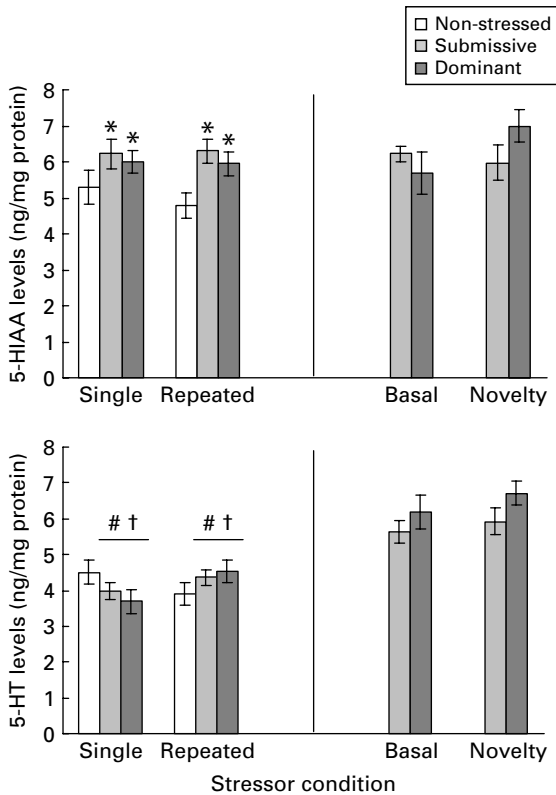 Non-stressed
Submissive
Dominant
5-HIAA levels (ng/mg protein)
8
7
6
5
4
3
2
1
0
* * * *
Single Repeated Basal Novelty
5-HT levels (ng/mg protein)
8
7
6
5
4
3
2
1
0
# † # †
Single Repeated Basal Novelty
Stressor condition